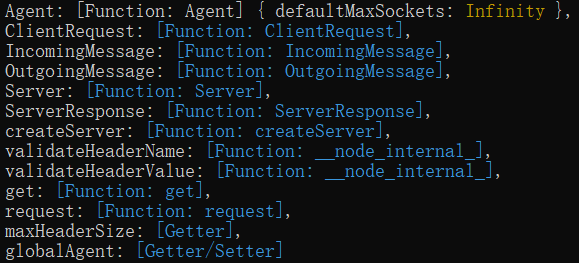 Agent: [Function: Agent] { defaultMaxSockets: Infinity },
ClientRequest: [Function: ClientRequest],
IncomingMessage: [Function: IncomingMessage],
OutgoingMessage: [Function: OutgoingMessage],
Server: [Function: Server],
ServerResponse: [Function: ServerResponse],
createServer: [Function: createServer],
validateHeaderName: [Function: __node_internal_],
validateHeaderValue: [Function: __node_internal_],
get: [Function: get],
request: [Function: request],
maxHeaderSize: [Getter],
globalAgent: [Getter/Setter]